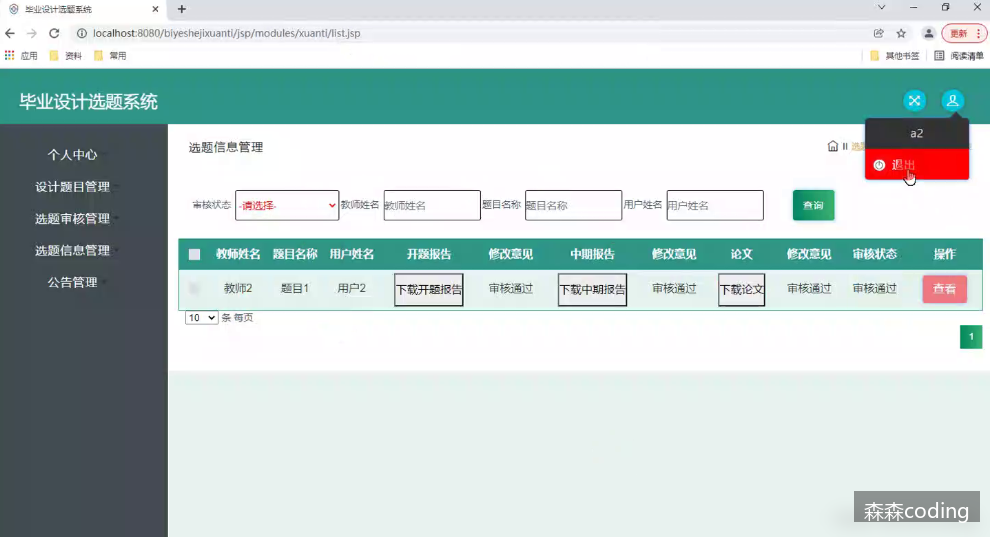 毕业设计选题系统
localhost:8080/biyeshejixuanti/jsp/modules/xuanti/list.jsp
更新
应用 资料 常用 其他书签 阅读清单
毕业设计选题系统
a2
退出
个人中心
设计题目管理
选题审核管理
选题信息管理
公告管理
选题信息管理
审核状态 -请选择- 教师姓名 教师姓名 题目名称 题目名称 用户姓名 用户姓名 查询
教师姓名 题目名称 用户姓名 开题报告 修改意见 中期报告 修改意见 论文 修改意见 审核状态 操作
教师2 题目1 用户2 下载开题报告 审核通过 下载中期报告 审核通过 下载论文 审核通过 审核通过 查看
10 条 每页
1
森森coding